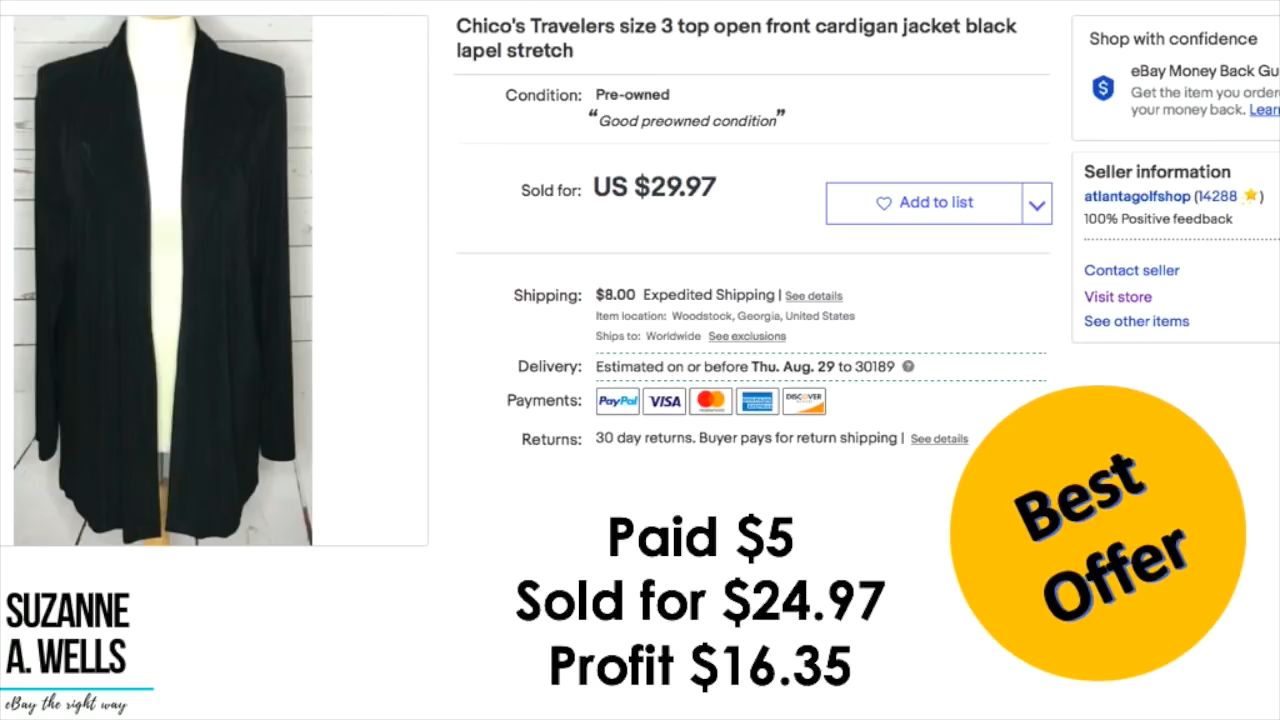 Chico's Travelers size 3 top open front cardigan jacket black
lapel stretch
Condition: Pre-owned
“Good preowned condition”
Sold for: US $29.97
Add to list
Shipping: $8.00 Expedited Shipping | See details
Item location: Woodstock, Georgia, United States
Ships to: Worldwide See exclusions
Delivery: Estimated on or before Thu. Aug. 29 to 30189
Payments: PayPal VISA DISCOVER
Returns: 30 day returns. Buyer pays for return shipping | See details
Shop with confidence
eBay Money Back Gu
Get the item you order
your money back. Lear
Seller information
atlantagolfshop (14288)
100% Positive feedback
Contact seller
Visit store
See other items
Best
Offer
Paid $5
Sold for $24.97
Profit $16.35
SUZANNE
A. WELLS
eBay the right way